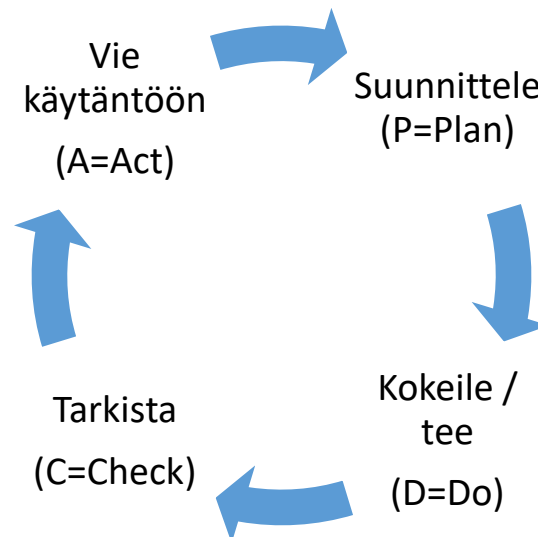 Vie
käytäntöön
(A=Act)
Suunnittele
(P=Plan)
Kokeile /
tee
(D=Do)
Tarkista
(C=Check)